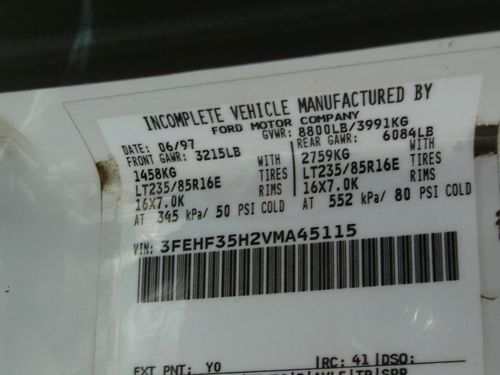 INCOMPLETE VEHICLE MANUFACTURED BY
FORD MOTOR COMPANY
DATE: 06/97 GVWR: 8800LB/3991KG
FRONT GAWR: 3215LB REAR GAWR: 6084LB
1458KG WITH 2759KG WITH
LT235/85R16E TIRES LT235/85R16E TIRES
16X7.0K RIMS 16X7.0K RIMS
AT 345 kPa/ 50 PSI COLD AT 552 kPa/ 80 PSI COLD
VIN: 3FEHF35H2VMA45115
EXT PNT: YO RC: 41 DSO: